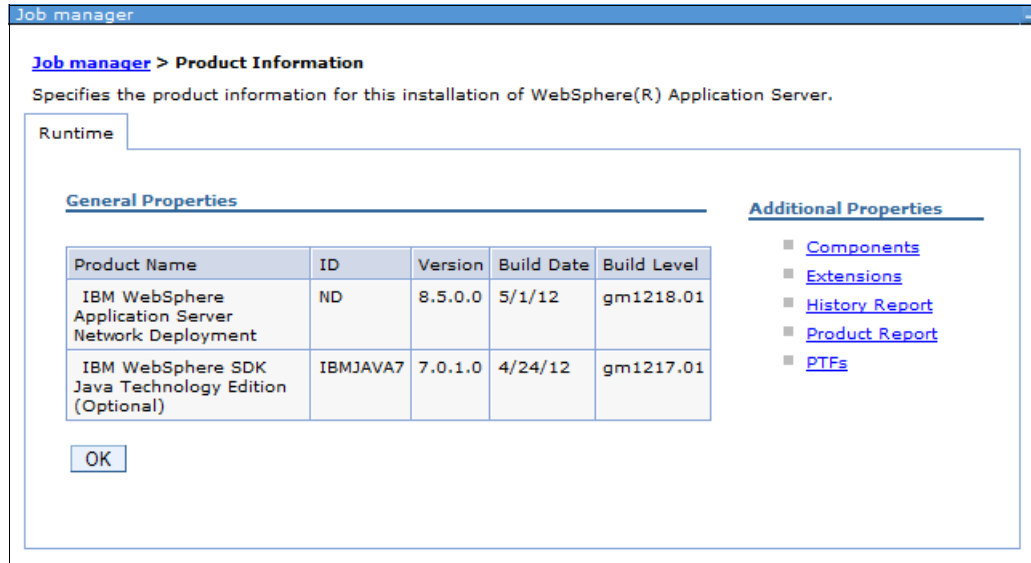 Job manager
Job manager > Product Information
Specifies the product information for this installation of WebSphere(R) Application Server.
Runtime
General Properties
Product Name ID Version Build Date Build Level
IBM WebSphere ND 8.5.0.0 5/1/12 gm1218.01
Application Server
Network Deployment
IBM WebSphere SDK IBMJAVA7 7.0.1.0 4/24/12 gm1217.01
Java Technology Edition
(Optional)
OK
Additional Properties
Components
Extensions
History Report
Product Report
PTFs